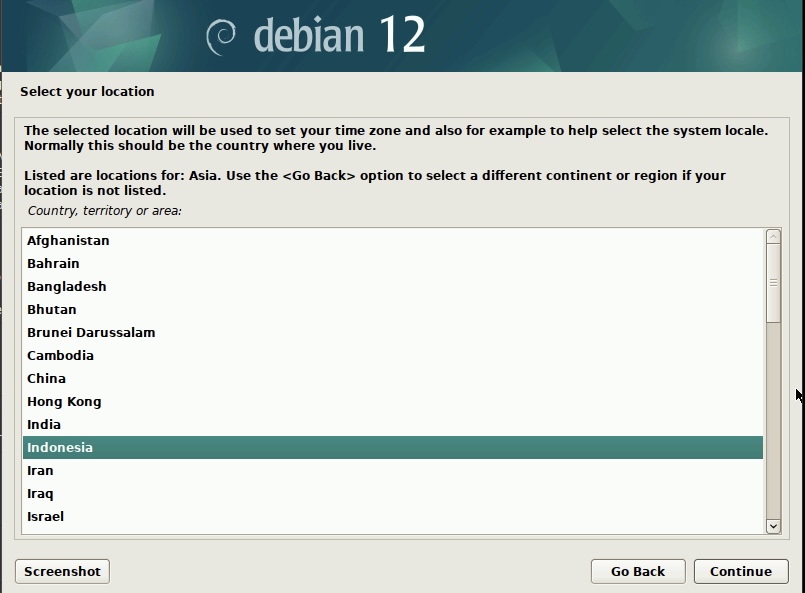 debian 12
Select your location
The selected location will be used to set your time zone and also for example to help select the system locale.
Normally this should be the country where you live.
Listed are locations for: Asia. Use the <Go Back> option to select a different continent or region if your
location is not listed.
Country, territory or area:
Afghanistan
Bahrain
Bangladesh
Bhutan
Brunei Darussalam
Cambodia
China
Hong Kong
India
Indonesia
Iran
Iraq
Israel
Screenshot
Go Back
Continue